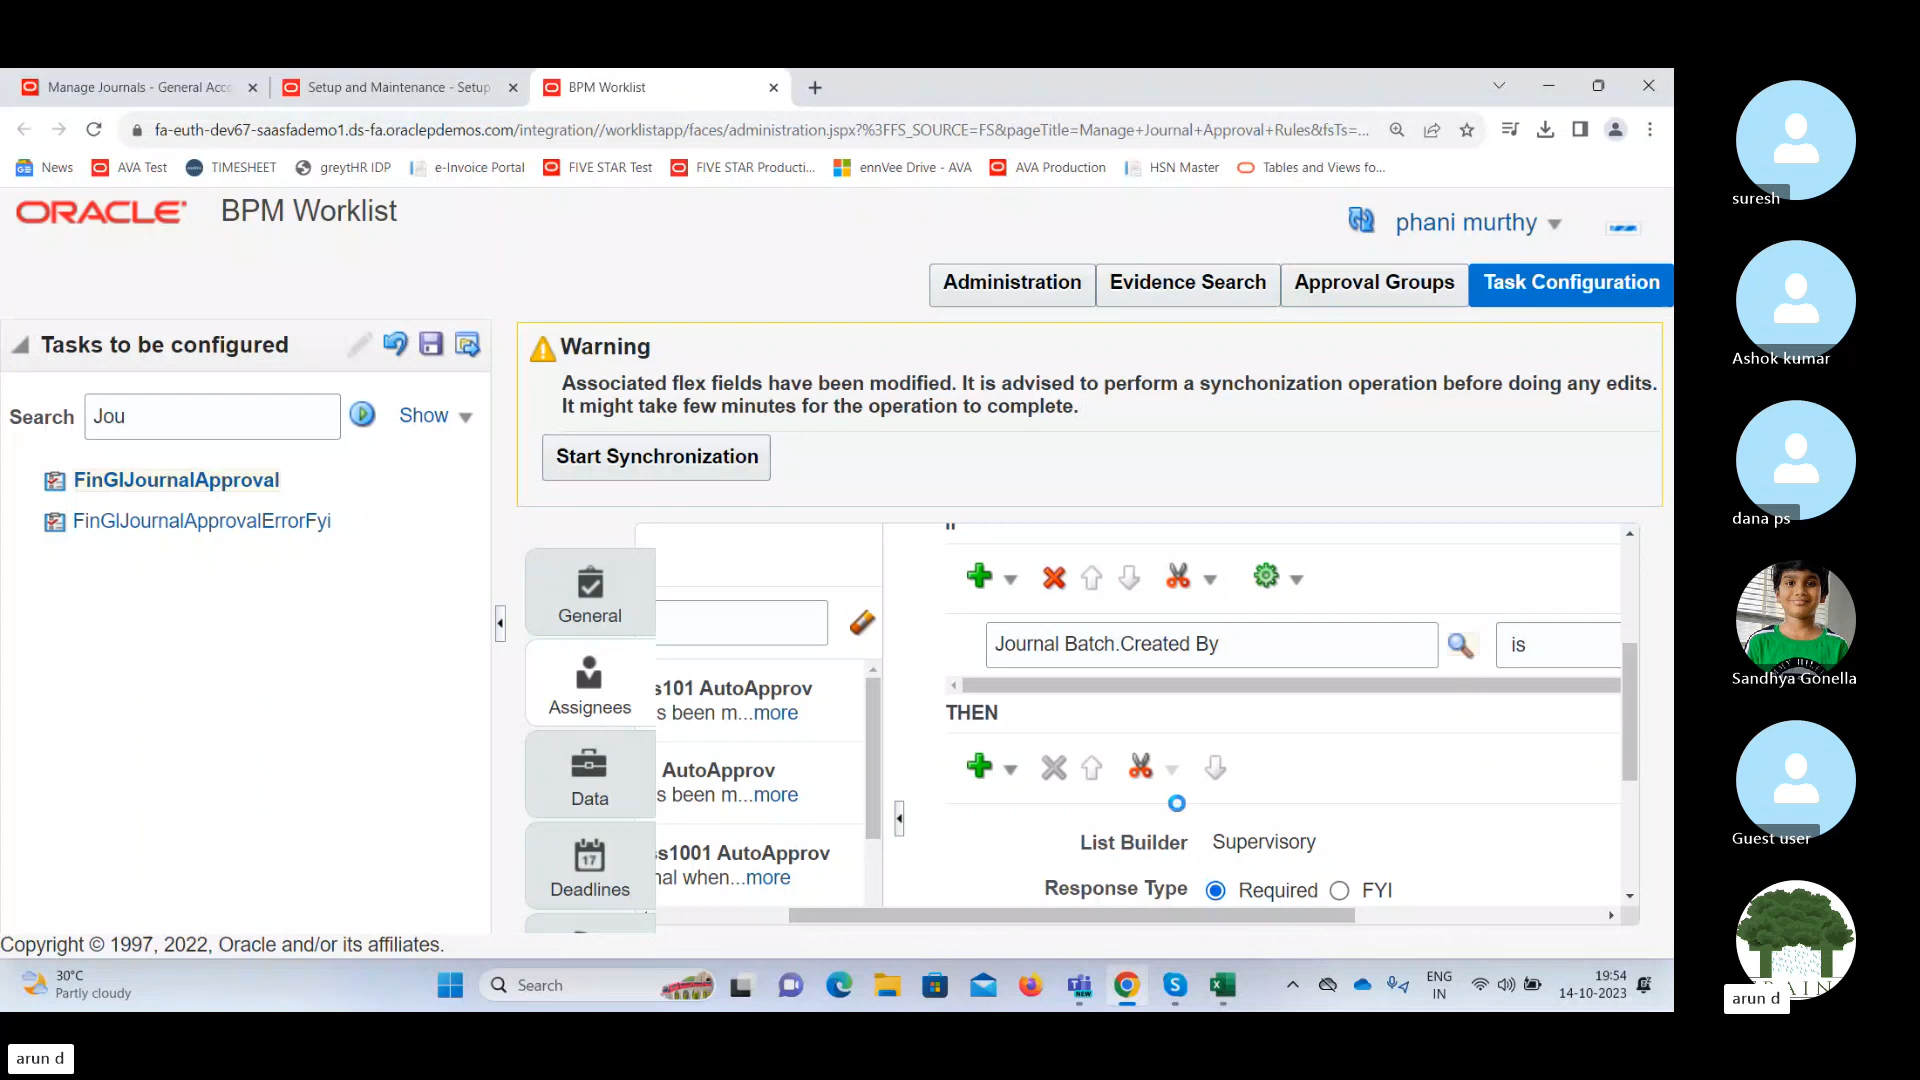 Manage Journals - General Acco
Setup and Maintenance - Setup
BPM Worklist
fa-euth-dev67-saasfademo1.ds-fa.oraclepdemos.com/integration//worklistapp/faces/administration.jspx?%3FFS_SOURCE=FS&pageTitle=Manage+Journal+Approval+Rules&fsTs=...
News
AVA Test
TIMESHEET
greytHR IDP
e-Invoice Portal
FIVE STAR Test
FIVE STAR Producti...
ennVee Drive - AVA
AVA Production
HSN Master
Tables and Views fo...
ORACLE
BPM Worklist
phani murthy
Administration
Evidence Search
Approval Groups
Task Configuration
Tasks to be configured
Search
Jou
Show
FinGlJournalApproval
FinGlJournalApprovalErrorFyi
Warning
Associated flex fields have been modified. It is advised to perform a synchonization operation before doing any edits.
It might take few minutes for the operation to complete.
Start Synchronization
General
Assignees
Data
17
Deadlines
s101 AutoApprov
s been m...more
AutoApprov
s been m...more
ss1001 AutoApprov
nal when...more
Journal Batch.Created By
is
THEN
List Builder
Supervisory
Response Type
Required
FYI
Copyright © 1997, 2022, Oracle and/or its affiliates.
30°C
Partly cloudy
Search
ENG
IN
19:54
14-10-2023
suresh
Ashok kumar
dana ps
Sandhya Gonella
Guest user
arun d
arun d